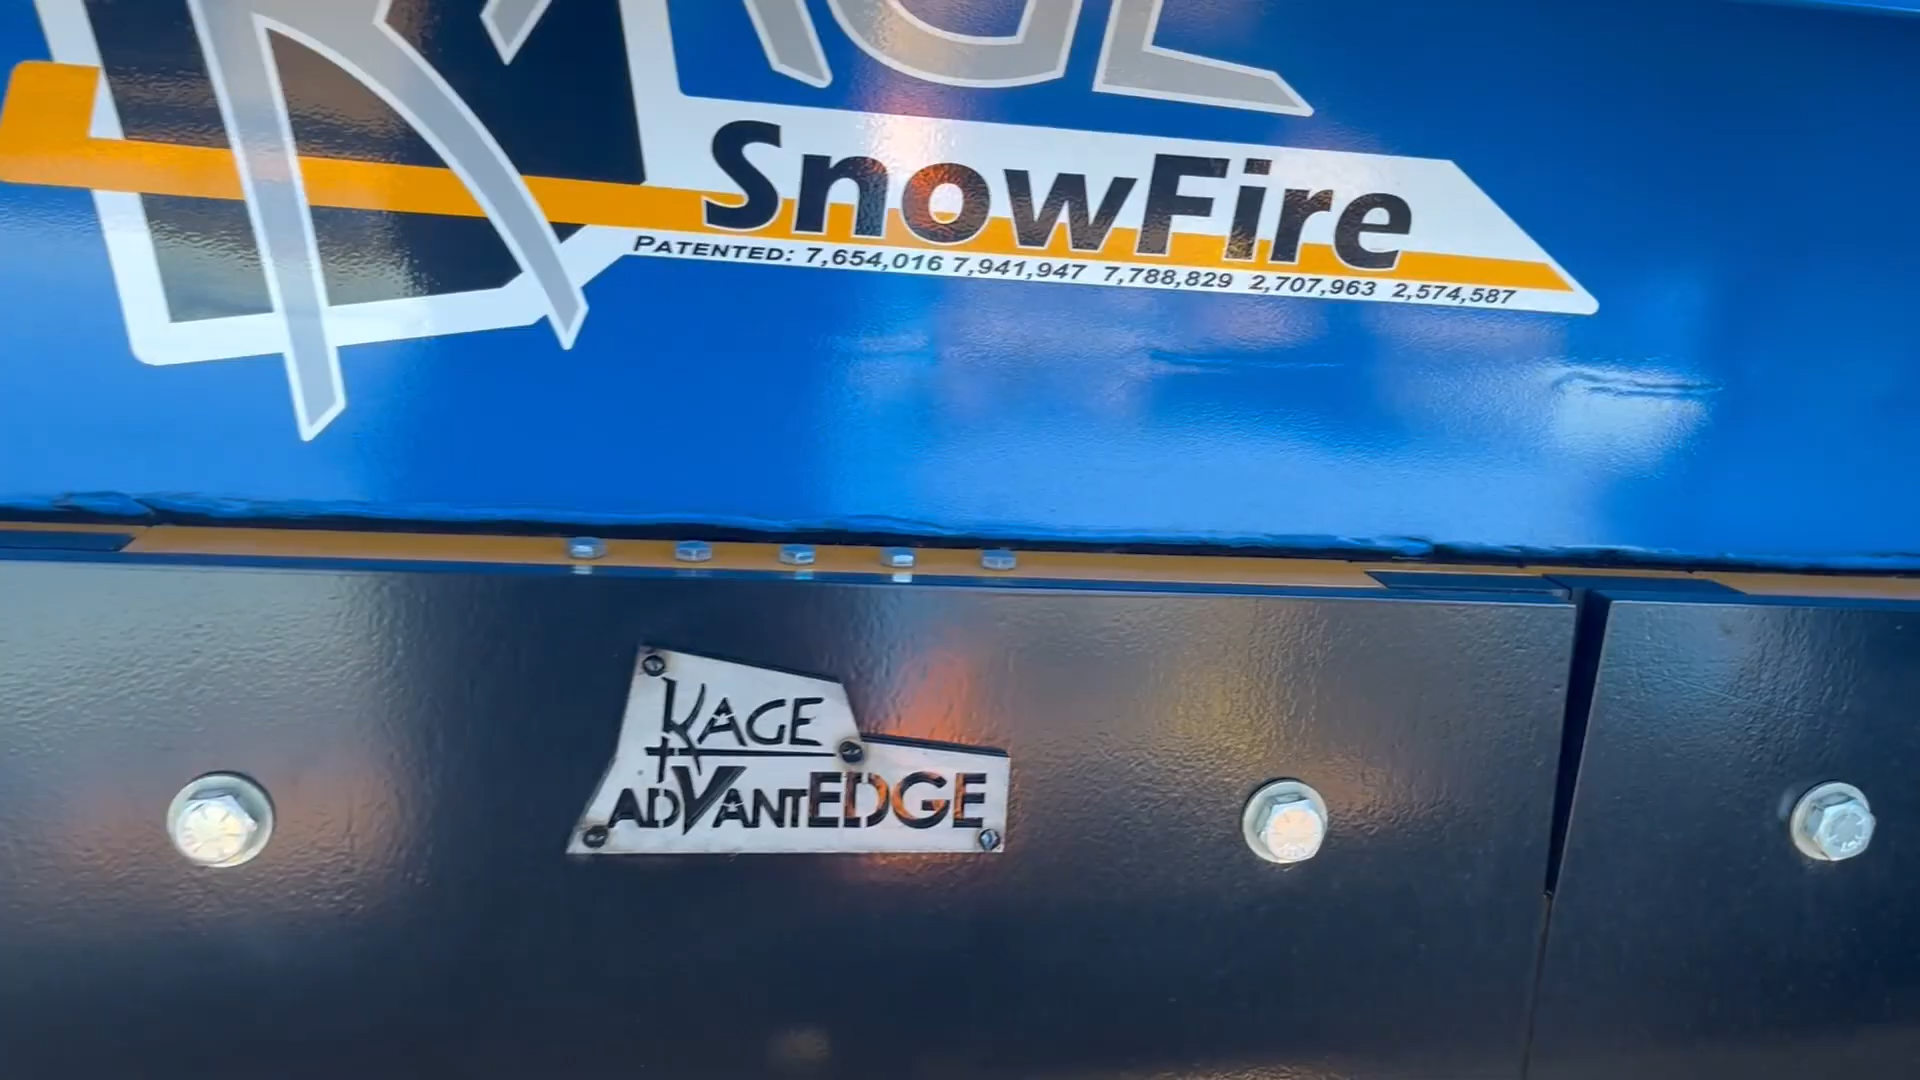 KAGE
SnowFire
PATENTED: 7,654,016 7,941,947 7,788,829 2,707,963 2,574,587
KAGE
ADVANTEDGE